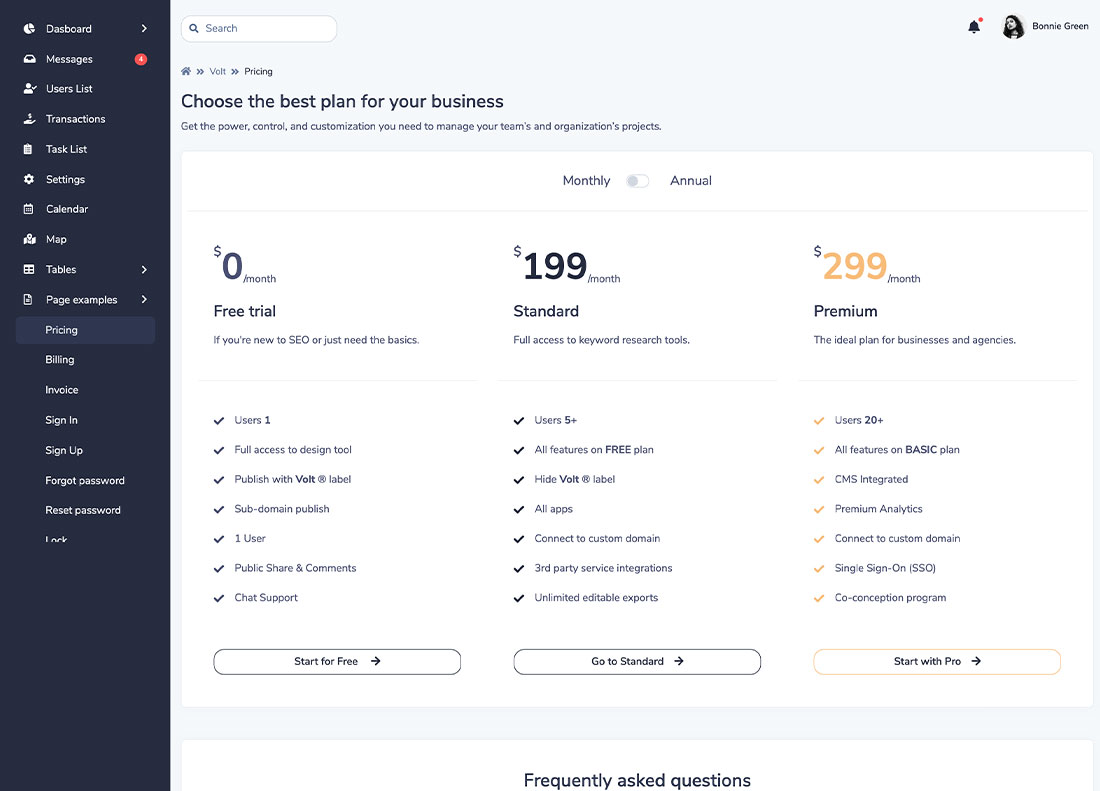 Dasboard
Messages 4
Users List
Transactions
Task List
Settings
Calendar
Map
Tables
Page examples
Pricing
Billing
Invoice
Sign In
Sign Up
Forgot password
Reset password
Lock
Search
Bonnie Green
Volt » Pricing
Choose the best plan for your business
Get the power, control, and customization you need to manage your team's and organization's projects.
Monthly Annual
$0/month
Free trial
If you're new to SEO or just need the basics.
Users 1
Full access to design tool
Publish with Volt ® label
Sub-domain publish
1 User
Public Share & Comments
Chat Support
Start for Free →
$199/month
Standard
Full access to keyword research tools.
Users 5+
All features on FREE plan
Hide Volt ® label
All apps
Connect to custom domain
3rd party service integrations
Unlimited editable exports
Go to Standard →
$299/month
Premium
The ideal plan for businesses and agencies.
Users 20+
All features on BASIC plan
CMS Integrated
Premium Analytics
Connect to custom domain
Single Sign-On (SSO)
Co-conception program
Start with Pro →
Frequently asked questions